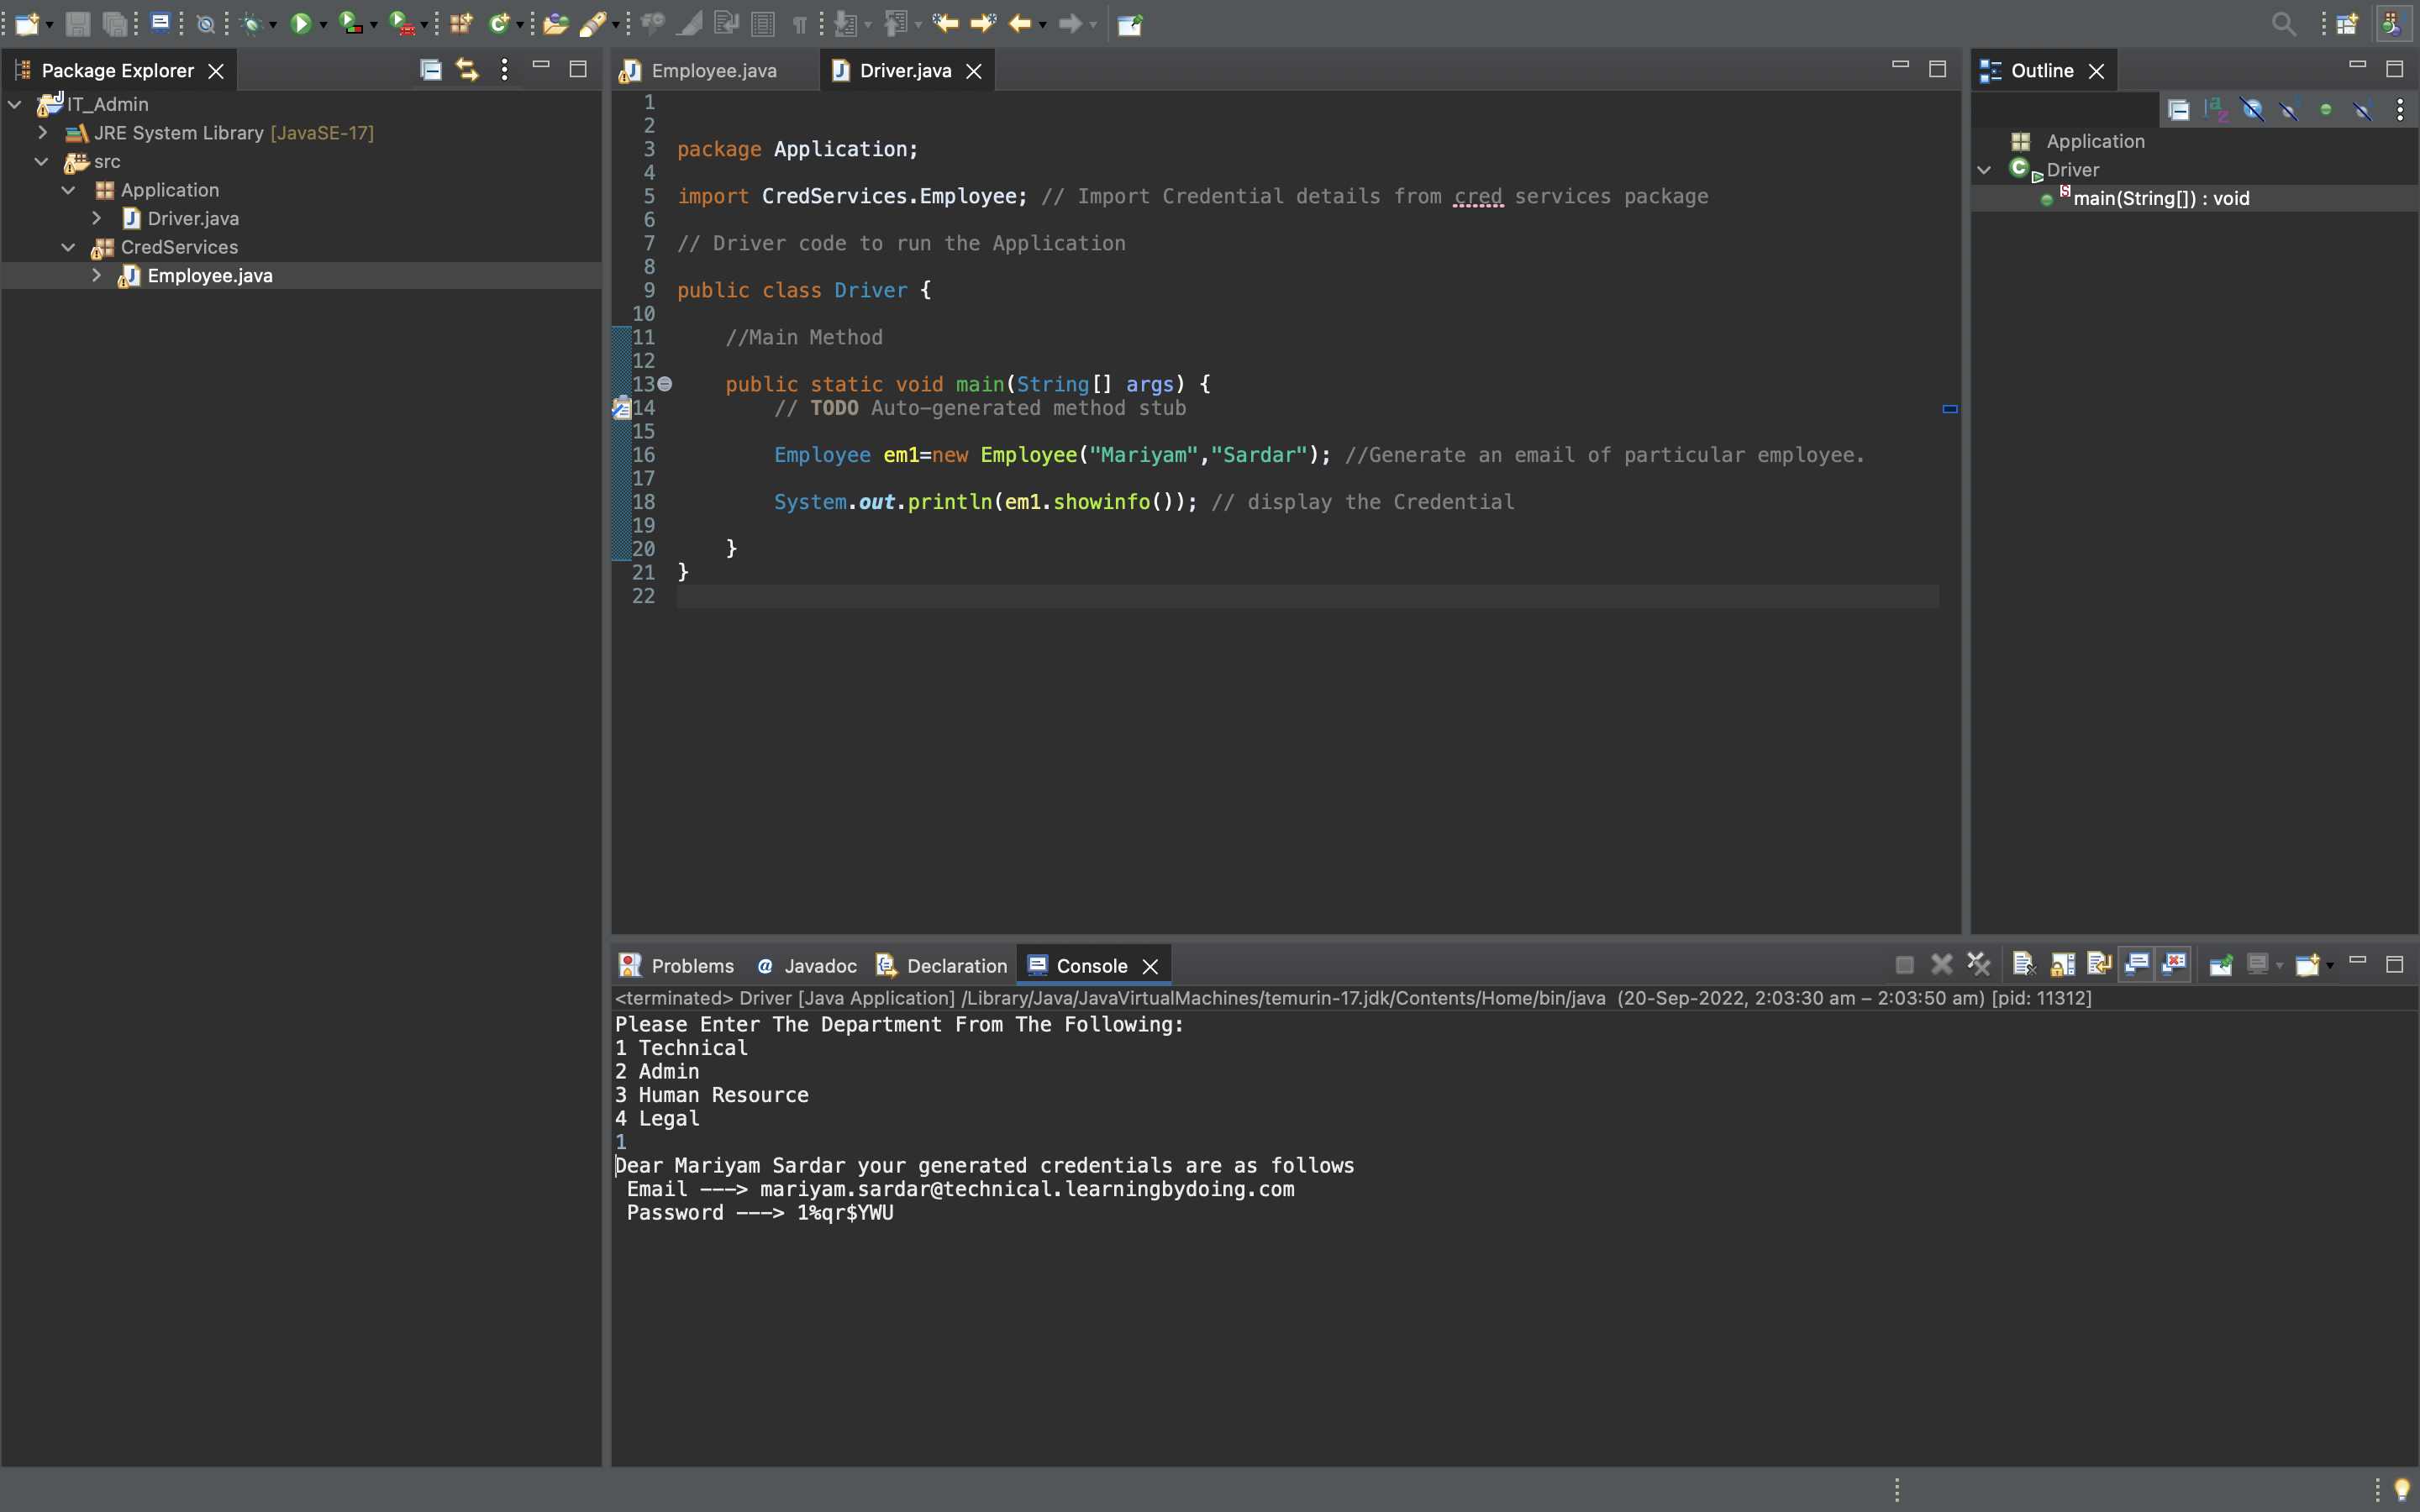 Package Explorer
IT_Admin
JRE System Library [JavaSE-17]
src
Application
Driver.java
CredServices
Employee.java
Employee.java
Driver.java
1
2
3 package Application;
4
5 import CredServices.Employee; // Import Credential details from cred services package
6
7 // Driver code to run the Application
8
9 public class Driver {
10
11 //Main Method
12
13 public static void main(String[] args) {
14 // TODO Auto-generated method stub
15
16 Employee em1=new Employee("Mariyam","Sardar"); //Generate an email of particular employee.
17
18 System.out.println(em1.showinfo()); // display the Credential
19
20 }
21 }
22
Outline
Application
Driver
main(String[]) : void
Problems
Javadoc
Declaration
Console
<terminated> Driver [Java Application] /Library/Java/JavaVirtualMachines/temurin-17.jdk/Contents/Home/bin/java (20-Sep-2022, 2:03:30 am – 2:03:50 am) [pid: 11312]
Please Enter The Department From The Following:
1 Technical
2 Admin
3 Human Resource
4 Legal
1
Dear Mariyam Sardar your generated credentials are as follows
Email ---> mariyam.sardar@technical.learningbydoing.com
Password ---> 1%qr$YWU